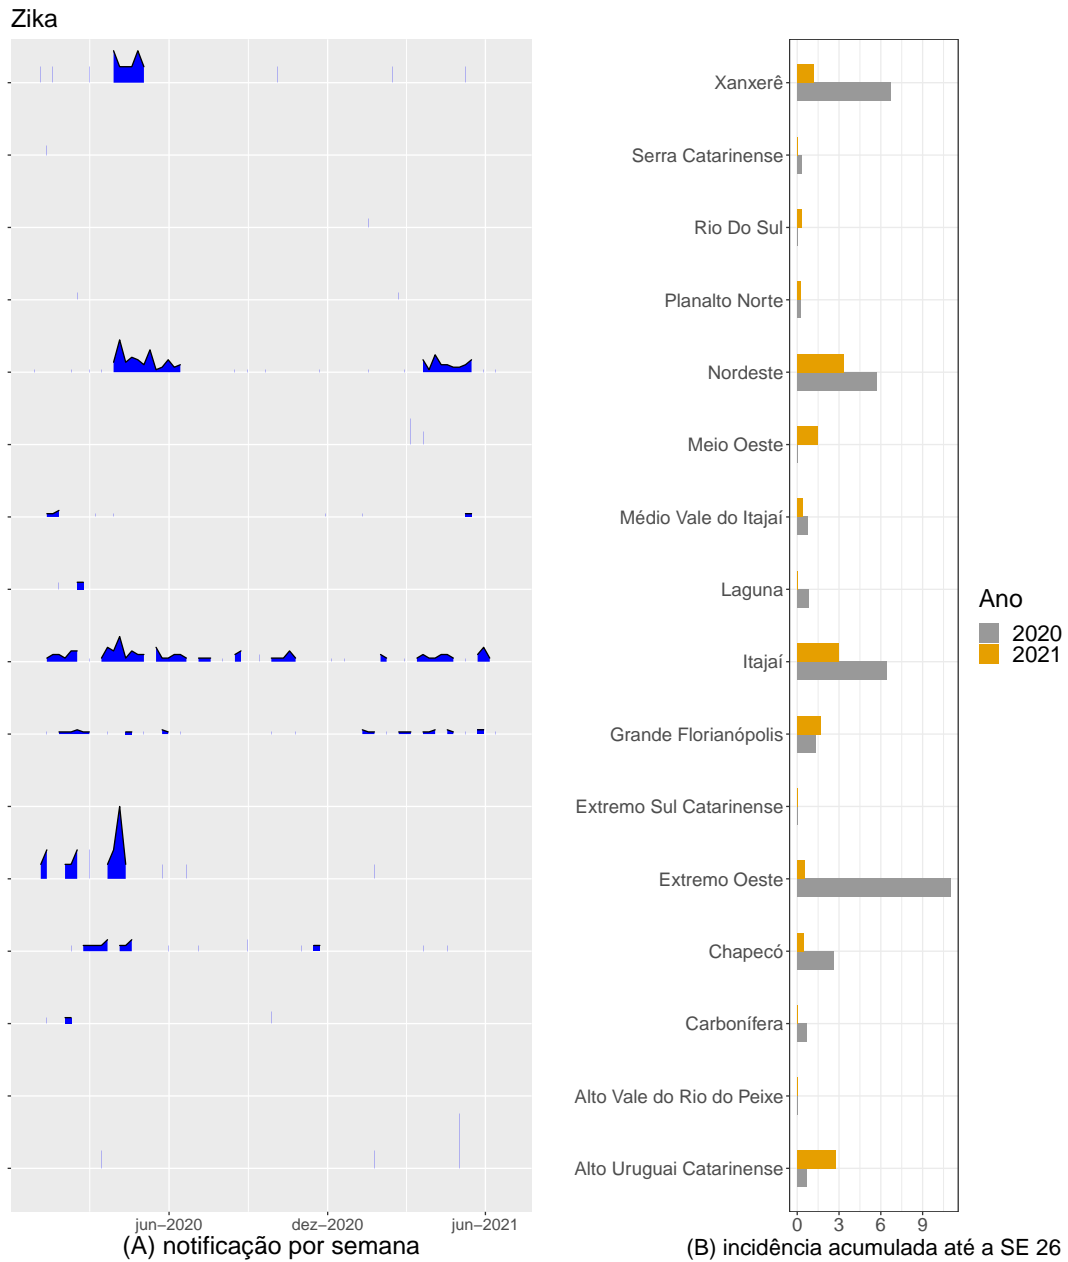 Zika
Xanxerê
Serra Catarinense
Rio Do Sul
Planalto Norte
Nordeste
Meio Oeste
Médio Vale do Itajaí
Laguna
Itajaí
Grande Florianópolis
Extremo Sul Catarinense
Extremo Oeste
Chapecó
Carbonífera
Alto Vale do Rio do Peixe
Alto Uruguai Catarinense
Ano
2020
2021
jun−2020 dez−2020 jun−2021
(A) notificação por semana
0 3 6 9
(B) incidência acumulada até a SE 26